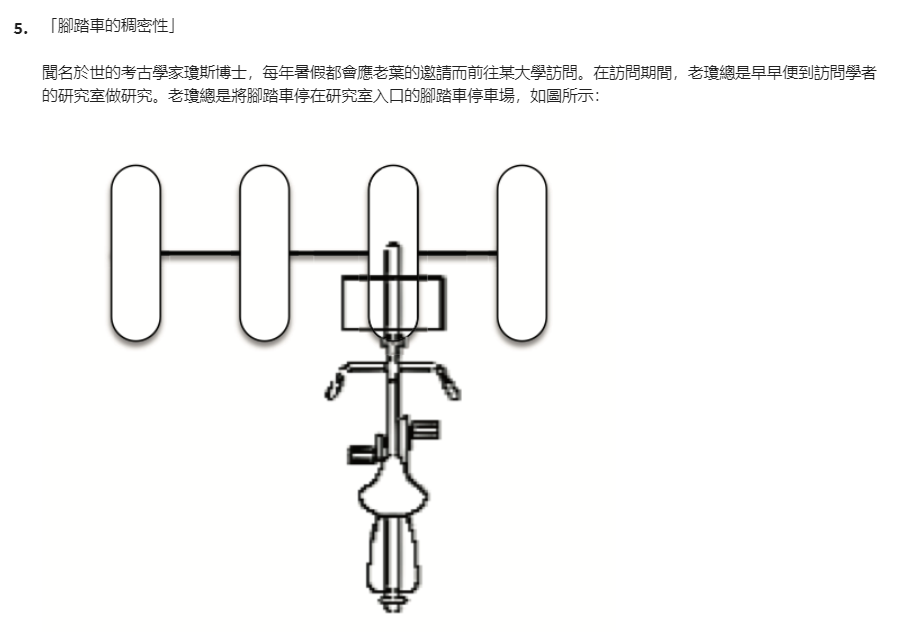 5. 「腳踏車的稠密性」
聞名於世的考古學家瓊斯博士，每年暑假都會應老葉的邀請而前往某大學訪問。在訪問期間，老瓊總是早早便到訪問學者
的研究室做研究。老瓊總是將腳踏車停在研究室入口的腳踏車停車場，如圖所示：